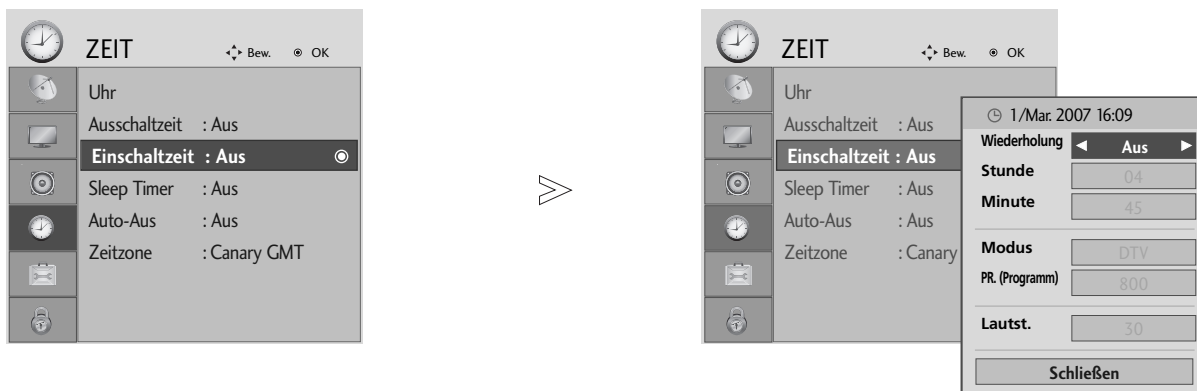 ZEIT Bew. OK
Uhr
Ausschaltzeit : Aus
Einschaltzeit : Aus
Sleep Timer : Aus
Auto-Aus : Aus
Zeitzone : Canary GMT
ZEIT Bew. OK
Uhr
Ausschaltzeit : Aus
Einschaltzeit : Aus
Sleep Timer : Aus
Auto-Aus : Aus
Zeitzone : Canary
1/Mar. 2007 16:09
Wiederholung Aus
Stunde 04
Minute 45
Modus DTV
PR. (Programm) 800
Lautst. 30
Schließen